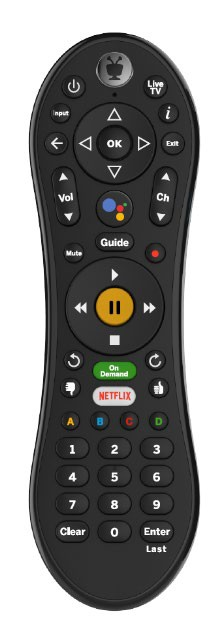 Live
TV
Input
i
OK
Exit
Vol
Ch
Guide
Mute
On
Demand
NETFLIX
A B C D
1 2 3
4 5 6
7 8 9
Clear 0 Enter
Last